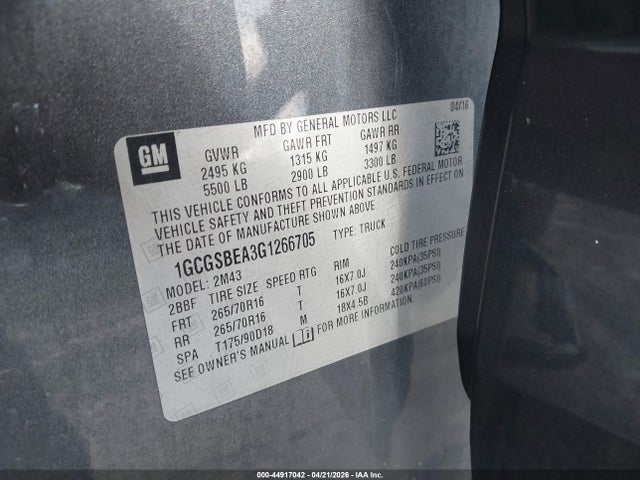 GM
MFD BY GENERAL MOTORS LLC 04/16
GVWR GAWR FRT GAWR RR
2495 KG 1315 KG 1497 KG
5500 LB 2900 LB 3300 LB
THIS VEHICLE CONFORMS TO ALL APPLICABLE U.S. FEDERAL MOTOR
VEHICLE SAFETY AND THEFT PREVENTION STANDARDS IN EFFECT ON
THE DATE OF MANUFACTURE SHOWN ABOVE
1GCGSBEA3G1266705 TYPE: TRUCK
MODEL: 2M43
2BBF TIRE SIZE SPEED RTG RIM COLD TIRE PRESSURE
FRT 265/70R16 T 16X7.0J 240KPA(35PSI)
RR 265/70R16 T 16X7.0J 240KPA(35PSI)
SPA T175/90D18 M 18X4.5B 420KPA(60PSI)
SEE OWNER'S MANUAL FOR MORE INFORMATION.
000-44917042 - 04/21/2026 - IAA Inc.